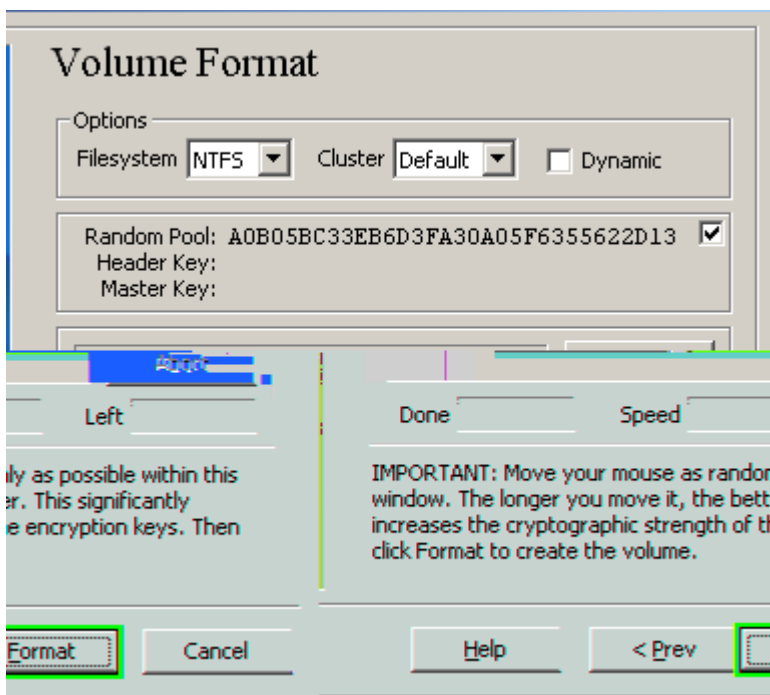 Volume Format
Options
Filesystem NTFS Cluster Default Dynamic
Random Pool: A0B05BC33EB6D3FA30A05F6355622D13
Header Key:
Master Key:
Left
Done Speed
nly as possible within this
er. This significantly
e encryption keys. Then
IMPORTANT: Move your mouse as random
window. The longer you move it, the bett
increases the cryptographic strength of th
click Format to create the volume.
Format Cancel
Help < Prev